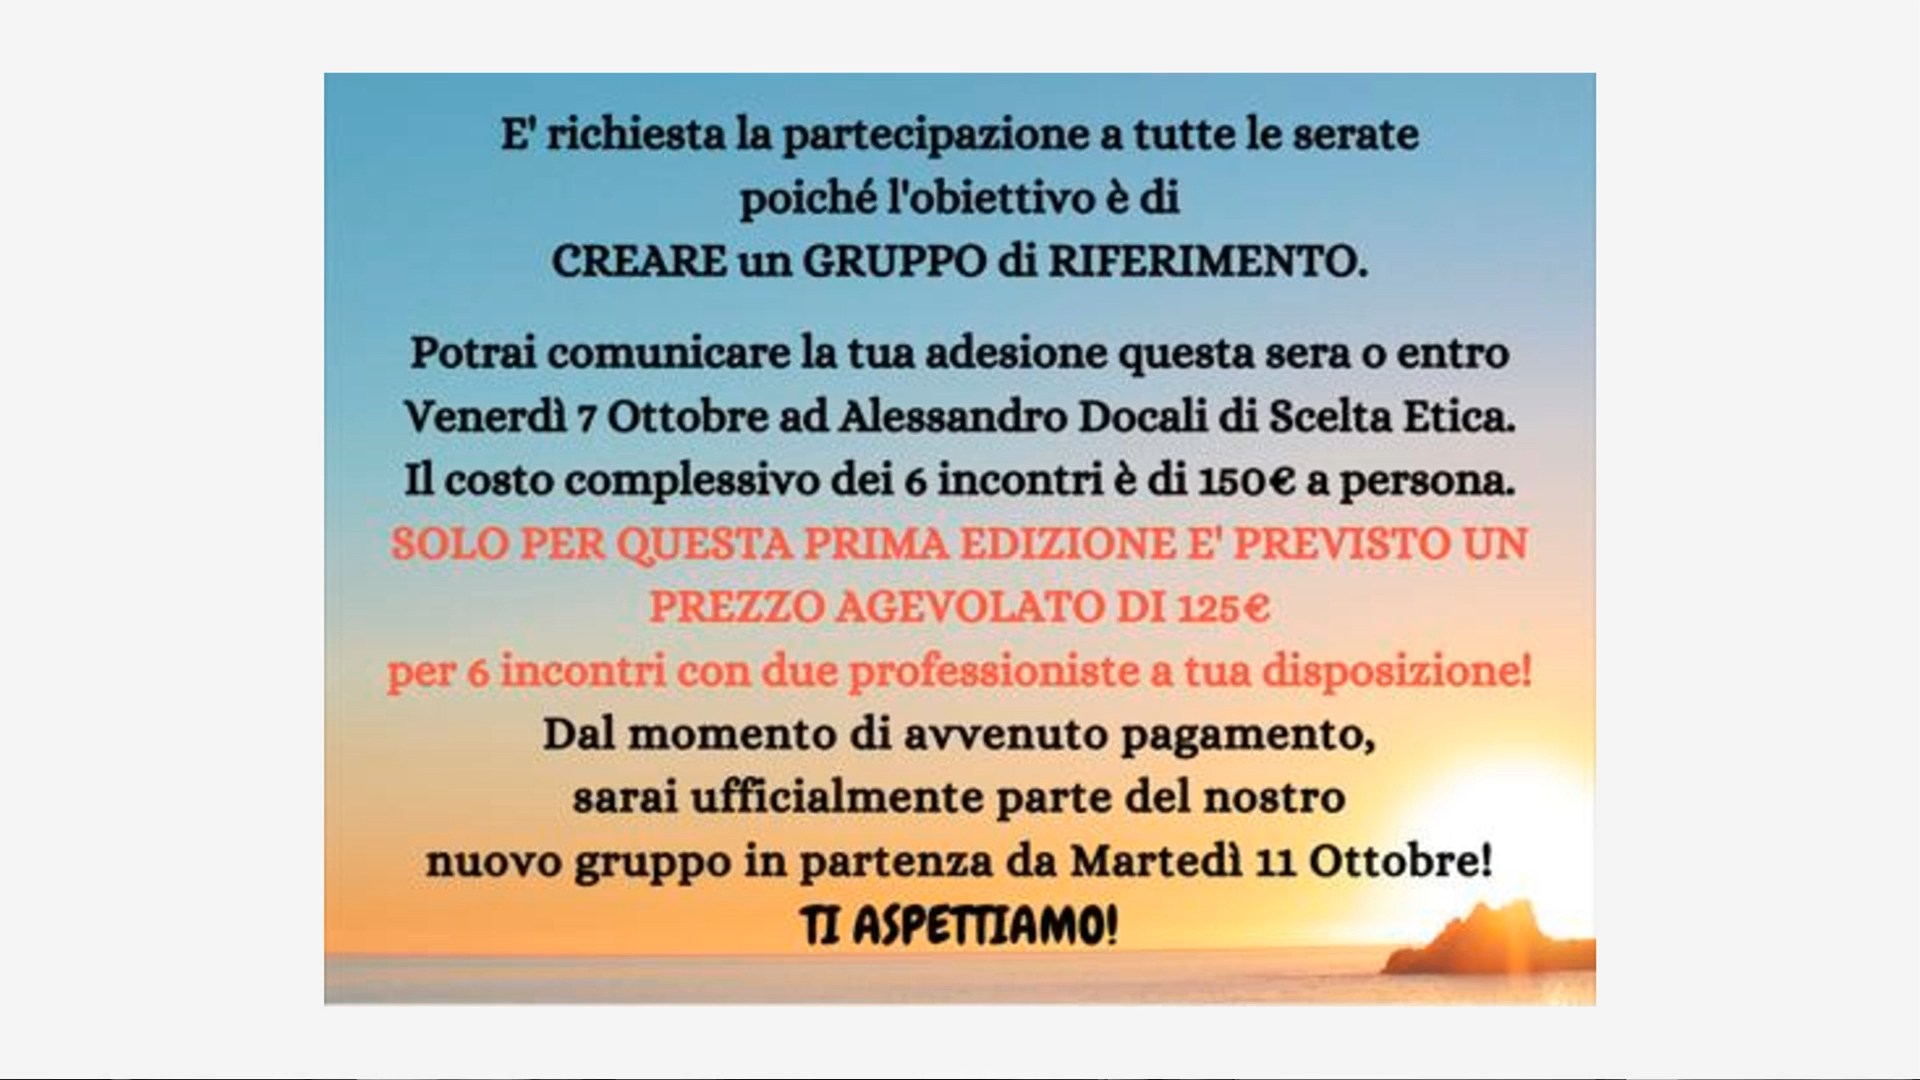 E' richiesta la partecipazione a tutte le serate
poiché l'obiettivo è di
CREARE un GRUPPO di RIFERIMENTO.
Potrai comunicare la tua adesione questa sera o entro
Venerdì 7 Ottobre ad Alessandro Docali di Scelta Etica.
Il costo complessivo dei 6 incontri è di 150€ a persona.
SOLO PER QUESTA PRIMA EDIZIONE E' PREVISTO UN
PREZZO AGEVOLATO DI 125€
per 6 incontri con due professioniste a tua disposizione!
Dal momento di avvenuto pagamento,
sarai ufficialmente parte del nostro
nuovo gruppo in partenza da Martedì 11 Ottobre!
TI ASPETTIAMO!